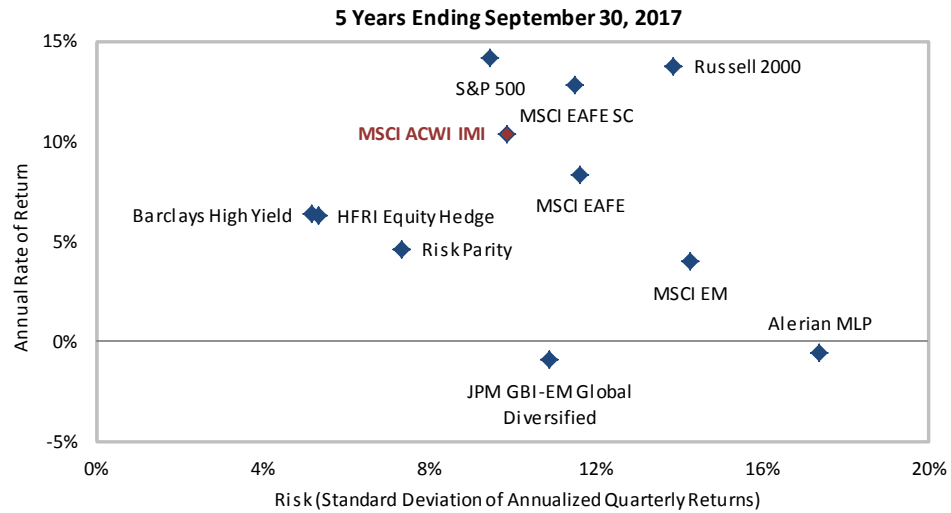 5 Years Ending September 30, 2017
15%
10%
5%
0%
-5%
Annual Rate of Return
S&P 500
Russell 2000
MSCI EAFE SC
MSCI ACWI IMI
MSCI EAFE
Barclays High Yield
HFRI Equity Hedge
Risk Parity
MSCI EM
Alerian MLP
JPM GBI-EM Global
Diversified
0%
4%
8%
12%
16%
20%
Risk (Standard Deviation of Annualized Quarterly Returns)